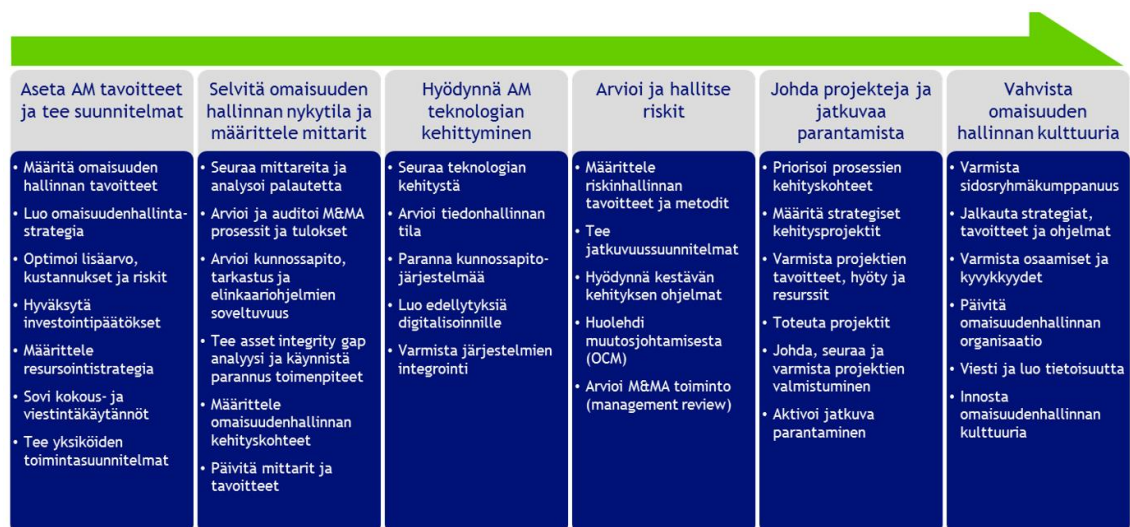 Aseta AM tavoitteet
ja tee suunnitelmat
• Määritä omaisuuden
hallinnan tavoitteet
• Luo omaisuudenhallinta-
strategia
• Optimoi lisäarvo,
kustannukset ja riskit
• Hyväksytä
investointipäätökset
• Määrittele
resursointistrategia
• Sovi kokous- ja
viestintäkäytännöt
• Tee yksiköiden
toimintasuunnitelmat
Selvitä omaisuuden
hallinnan nykytila ja
määrittele mittarit
• Seuraa mittareita ja
analysoi palautetta
• Arvioi ja auditoi M&MA
prosessit ja tulokset
• Arvioi kunnossapito,
tarkastus ja
elinkaariohjelmien
soveltuvuus
• Tee asset integrity gap
analyysi ja käynnistä
parannus toimenpiteet
• Määrittele
omaisuudenhallinnan
kehityskohteet
• Päivitä mittarit ja
tavoitteet
Hyödynnä AM
teknologian
kehittyminen
• Seuraa teknologian
kehitystä
• Arvioi tiedonhallinnan
tila
• Paranna kunnossapito-
järjestelmää
• Luo edellytyksiä
digitalisoinnille
• Varmista järjestelmien
integrointi
Arvioi ja hallitse
riskit
• Määrittele
riskinhallinnan
tavoitteet ja metodit
• Tee
jatkuvuussuunnitelmat
• Hyödynnä kestävän
kehityksen ohjelmat
• Huolehdi
muutosjohtamisesta
(OCM)
• Arvioi M&MA toiminto
(management review)
Johda projekteja ja
jatkuvaa
parantamista
• Priorisoi prosessien
kehityskohteet
• Määritä strategiset
kehitysprojektit
• Varmista projektien
tavoitteet, hyöty ja
resurssit
• Toteuta projektit
• Johda, seuraa ja
varmista projektien
valmistuminen
• Aktivoi jatkuva
parantaminen
Vahvista
omaisuuden
hallinnan kulttuuria
• Varmista
sidosryhmäkumppanuus
• Jalkauta strategiat,
tavoitteet ja ohjelmat
• Varmista osaamiset ja
kyvykkyydet
• Päivitä
omaisuudenhallinnan
organisaatio
• Viesti ja luo tietoisuutta
• Innosta
omaisuudenhallinnan
kulttuuria